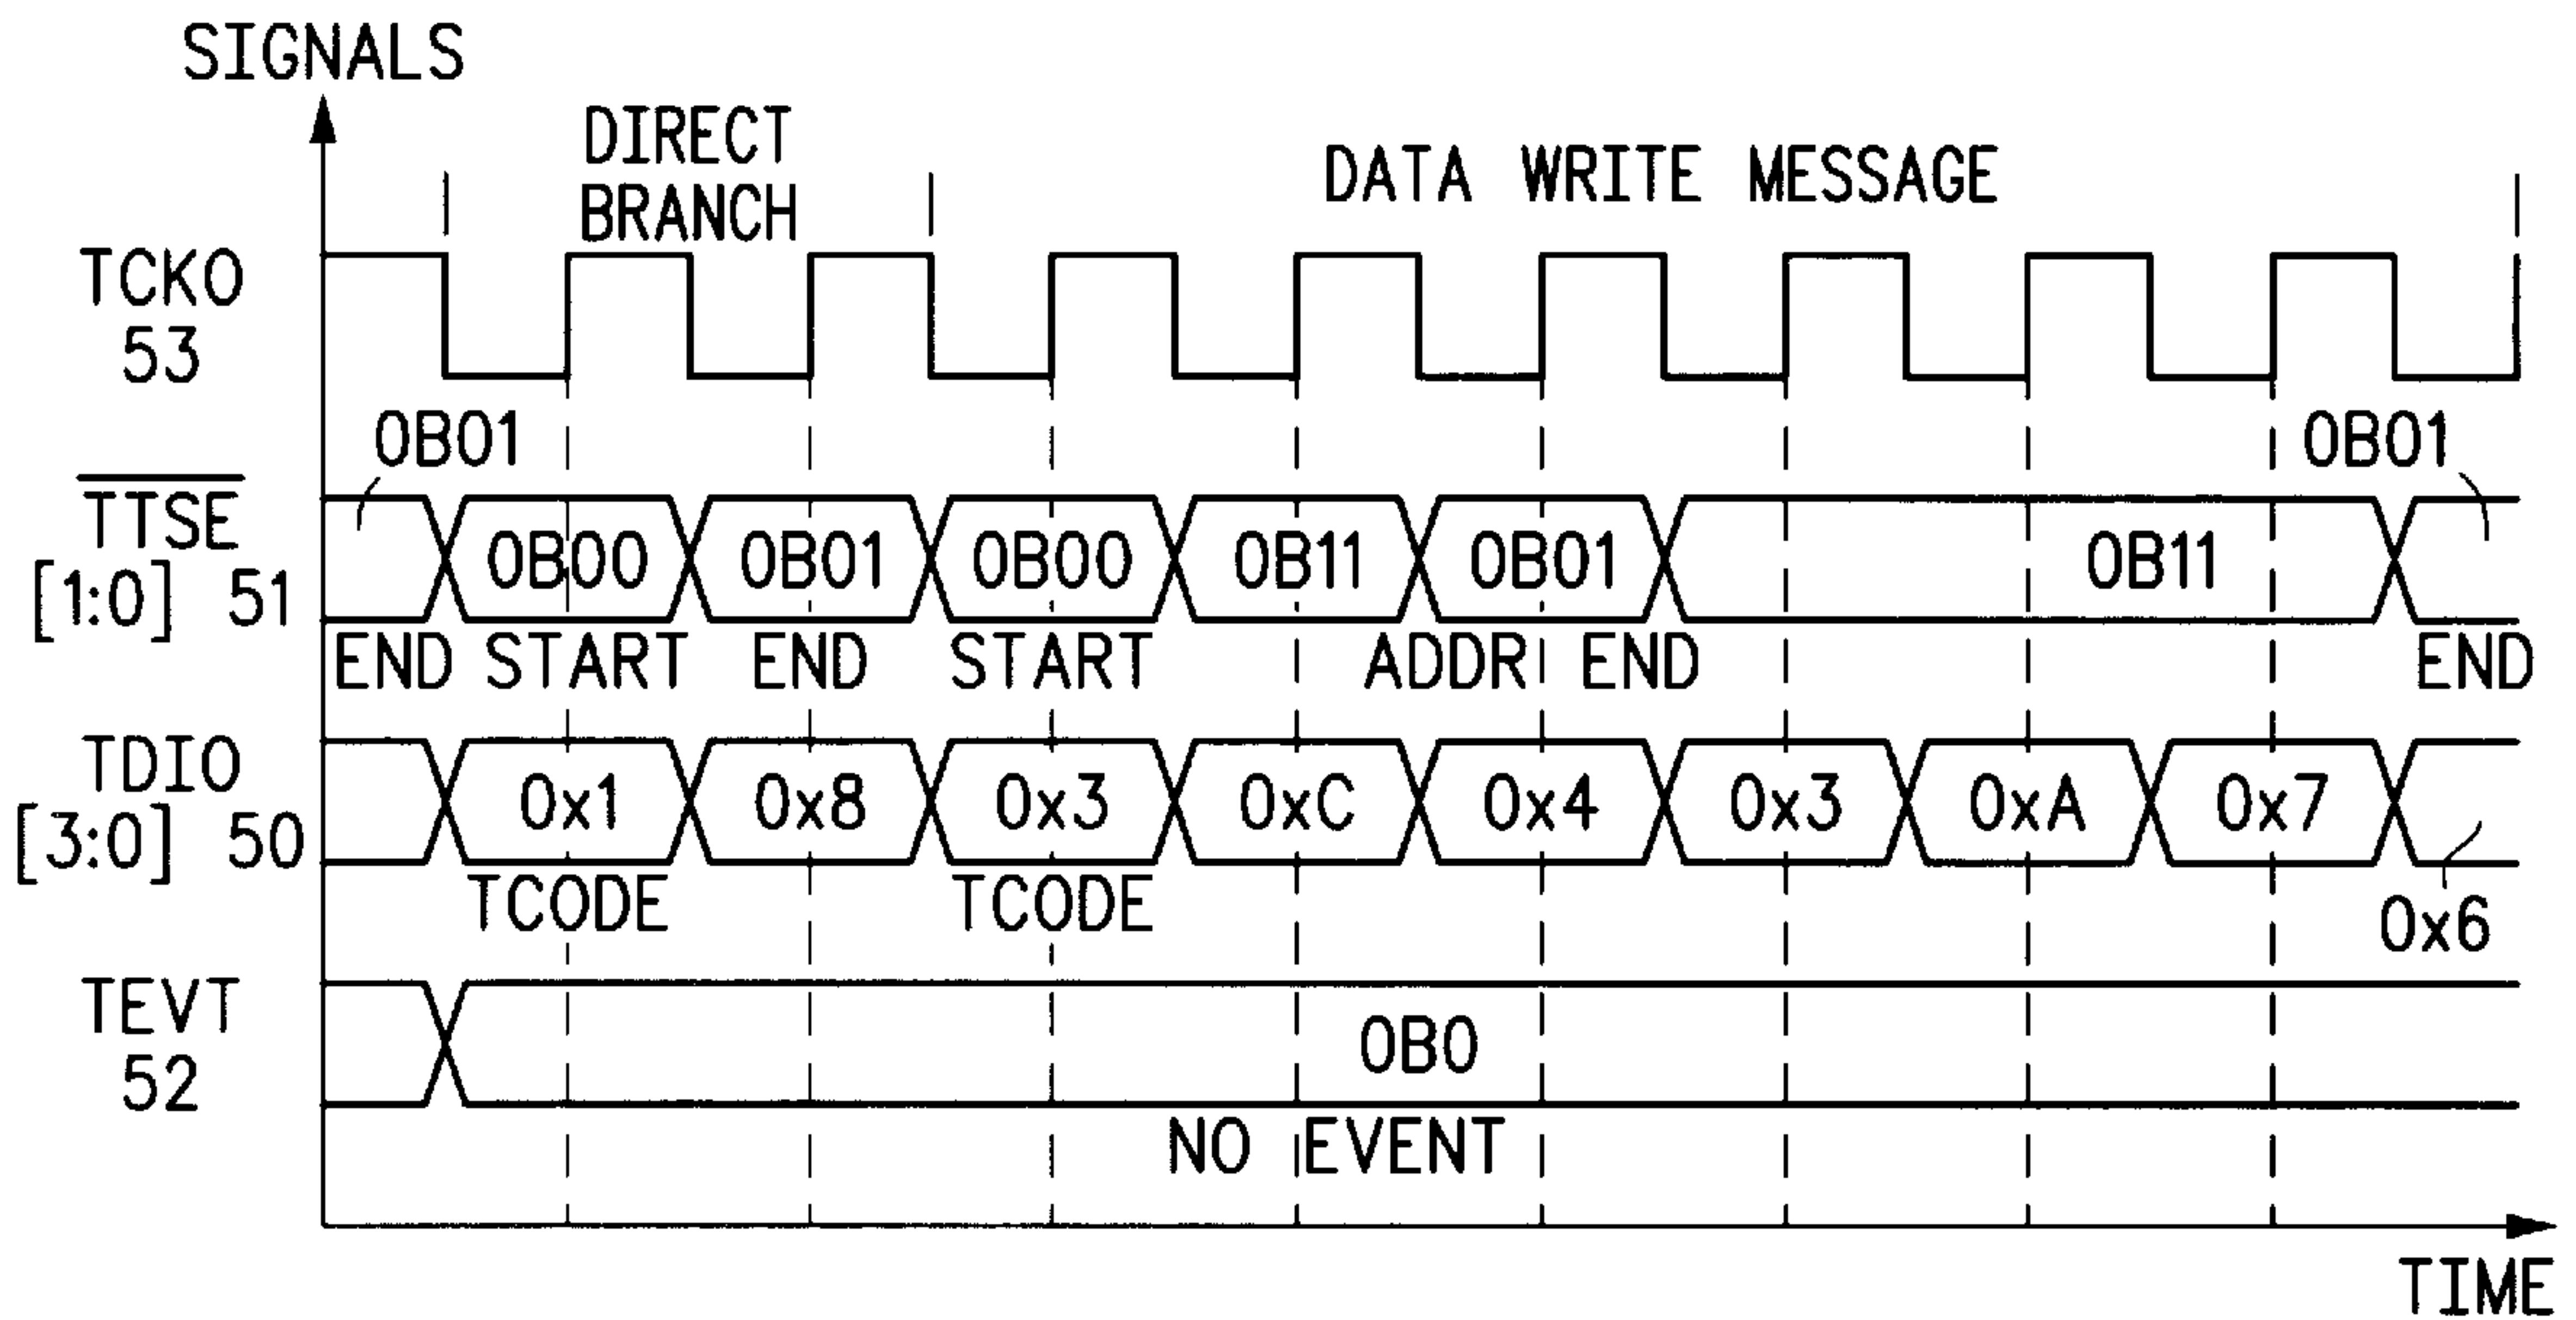 SIGNALS
DIRECT
BRANCH
DATA WRITE MESSAGE
TCKO
53
0B01
0B01
TTSE
[1:0] 51
0B00 0B01 0B00 0B11 0B01 0B11
END START END START ADDR END END
TDIO
[3:0] 50
0x1 0x8 0x3 0xC 0x4 0x3 0xA 0x7
TCODE TCODE
0x6
TEVT
52
0B0
NO EVENT
TIME